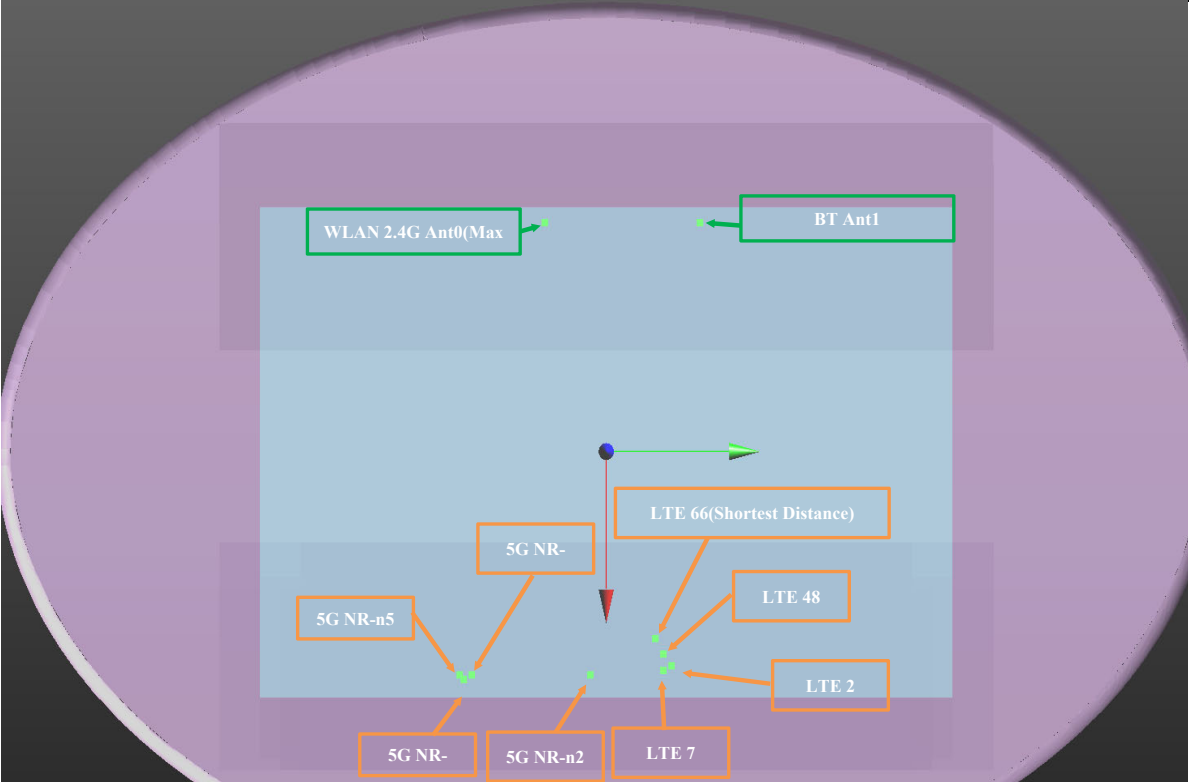 WLAN 2.4G Ant0(Max
BT Ant1
LTE 66(Shortest Distance)
5G NR-
LTE 48
5G NR-n5
LTE 2
5G NR-
5G NR-n2
LTE 7